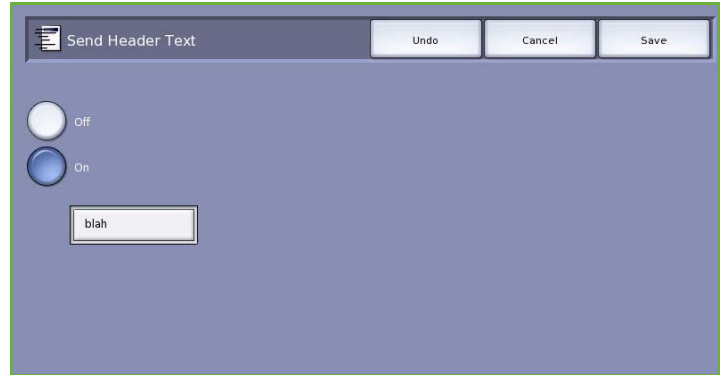 Send Header Text
Undo
Cancel
Save
Off
On
blah